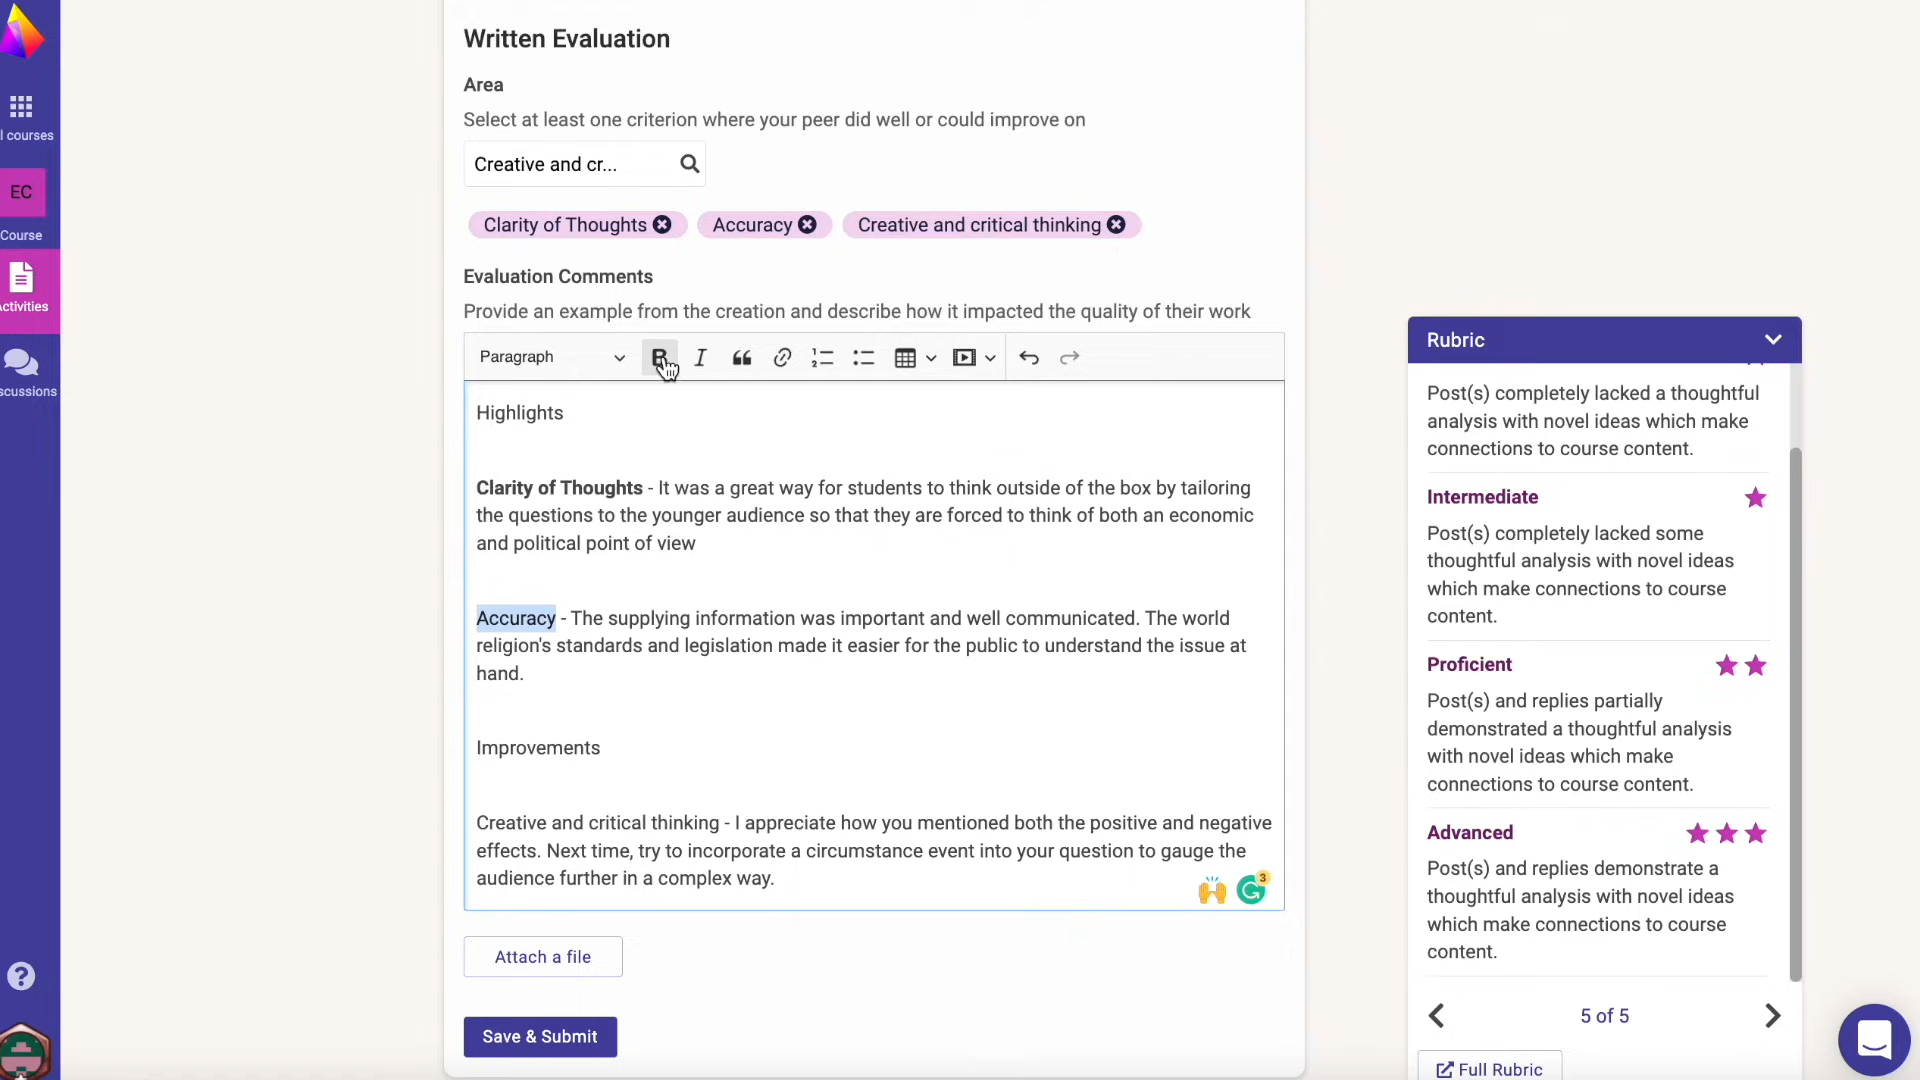 Written Evaluation
Area
Select at least one criterion where your peer did well or could improve on
Creative and cr...
Clarity of Thoughts
Accuracy
Creative and critical thinking
Evaluation Comments
Provide an example from the creation and describe how it impacted the quality of their work
Paragraph
B
I
Highlights
Clarity of Thoughts - It was a great way for students to think outside of the box by tailoring
the questions to the younger audience so that they are forced to think of both an economic
and political point of view
Accuracy - The supplying information was important and well communicated. The world
religion's standards and legislation made it easier for the public to understand the issue at
hand.
Improvements
Creative and critical thinking - I appreciate how you mentioned both the positive and negative
effects. Next time, try to incorporate a circumstance event into your question to gauge the
audience further in a complex way.
3
Attach a file
Save & Submit
l courses
EC
Course
ctivities
scussions
Rubric
Post(s) completely lacked a thoughtful
analysis with novel ideas which make
connections to course content.
Intermediate
Post(s) completely lacked some
thoughtful analysis with novel ideas
which make connections to course
content.
Proficient
Post(s) and replies partially
demonstrated a thoughtful analysis
with novel ideas which make
connections to course content.
Advanced
Post(s) and replies demonstrate a
thoughtful analysis with novel ideas
which make connections to course
content.
5 of 5
Full Rubric